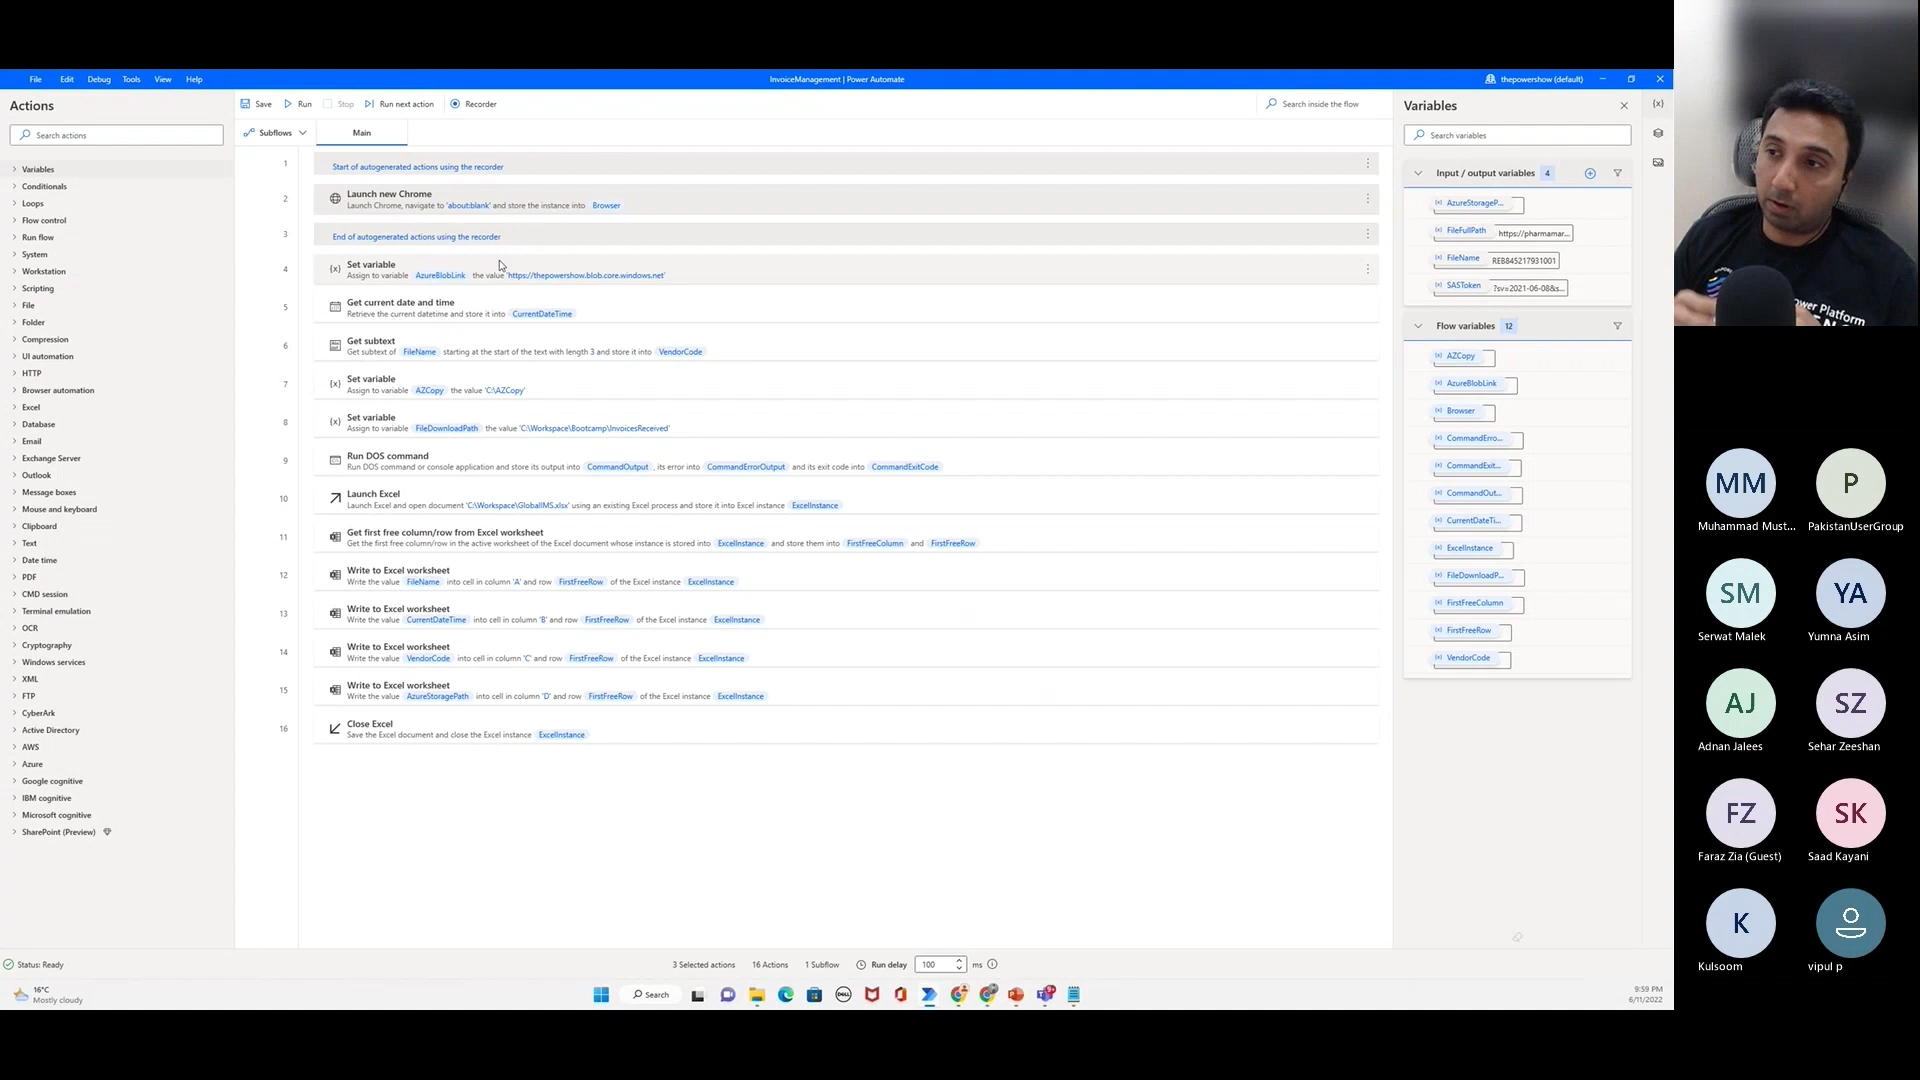 File Edit Debug Tools View Help
InvoiceManagement | Power Automate
thepowershow (default)
Actions
Search actions
Variables
Conditionals
Loops
Flow control
Run flow
System
Workstation
Scripting
File
Folder
Compression
UI automation
HTTP
Browser automation
Excel
Database
Email
Exchange Server
Outlook
Message boxes
Mouse and keyboard
Clipboard
Text
Date time
PDF
CMD session
Terminal emulation
OCR
Cryptography
Windows services
XML
FTP
CyberArk
Active Directory
AWS
Azure
Google cognitive
IBM cognitive
Microsoft cognitive
SharePoint (Preview)
Save Run Stop Run next action Recorder
Search inside the flow
Subflows Main
1 Start of autogenerated actions using the recorder
2 Launch new Chrome
Launch Chrome, navigate to 'about:blank' and store the instance into Browser
3 End of autogenerated actions using the recorder
4 {x} Set variable
Assign to variable AzureBlobLink the value 'https://thepowershow.blob.core.windows.net'
5 Get current date and time
Retrieve the current datetime and store it into CurrentDateTime
6 Get subtext
Get subtext of FileName starting at the start of the text with length 3 and store it into VendorCode
7 {x} Set variable
Assign to variable AZCopy the value 'C:\AZCopy'
8 {x} Set variable
Assign to variable FileDownloadPath the value 'C:\Workspace\Bootcamp\InvoicesReceived'
9 Run DOS command
Run DOS command or console application and store its output into CommandOutput , its error into CommandErrorOutput and its exit code into CommandExitCode
10 Launch Excel
Launch Excel and open document 'C:\Workspace\GlobalIMS.xlsx' using an existing Excel process and store it into Excel instance ExcelInstance
11 Get first free column/row from Excel worksheet
Get the first free column/row in the active worksheet of the Excel document whose instance is stored into ExcelInstance and store them into FirstFreeColumn and FirstFreeRow
12 Write to Excel worksheet
Write the value FileName into cell in column 'A' and row FirstFreeRow of the Excel instance ExcelInstance
13 Write to Excel worksheet
Write the value CurrentDateTime into cell in column 'B' and row FirstFreeRow of the Excel instance ExcelInstance
14 Write to Excel worksheet
Write the value VendorCode into cell in column 'C' and row FirstFreeRow of the Excel instance ExcelInstance
15 Write to Excel worksheet
Write the value AzureStoragePath into cell in column 'D' and row FirstFreeRow of the Excel instance ExcelInstance
16 Close Excel
Save the Excel document and close the Excel instance ExcelInstance
Variables
{x}
Search variables
Input / output variables 4
AzureStorageP...
FileFullPath https://pharmamar...
FileName REB845217931001
SASToken ?sv=2021-06-08&s...
Flow variables 12
AZCopy
AzureBlobLink
Browser
CommandErro...
CommandExit...
CommandOut...
CurrentDateTi...
ExcelInstance
FileDownloadP...
FirstFreeColumn
FirstFreeRow
VendorCode
Status: Ready
3 Selected actions 16 Actions 1 Subflow Run delay 100 ms
16°C
Mostly cloudy
Search
DELL
9:59 PM
6/11/2022
ower Platform
MM P
Muhammad Must... PakistanUserGroup
SM YA
Serwat Malek Yumna Asim
AJ SZ
Adnan Jalees Sehar Zeeshan
FZ SK
Faraz Zia (Guest) Saad Kayani
K
Kulsoom vipul p